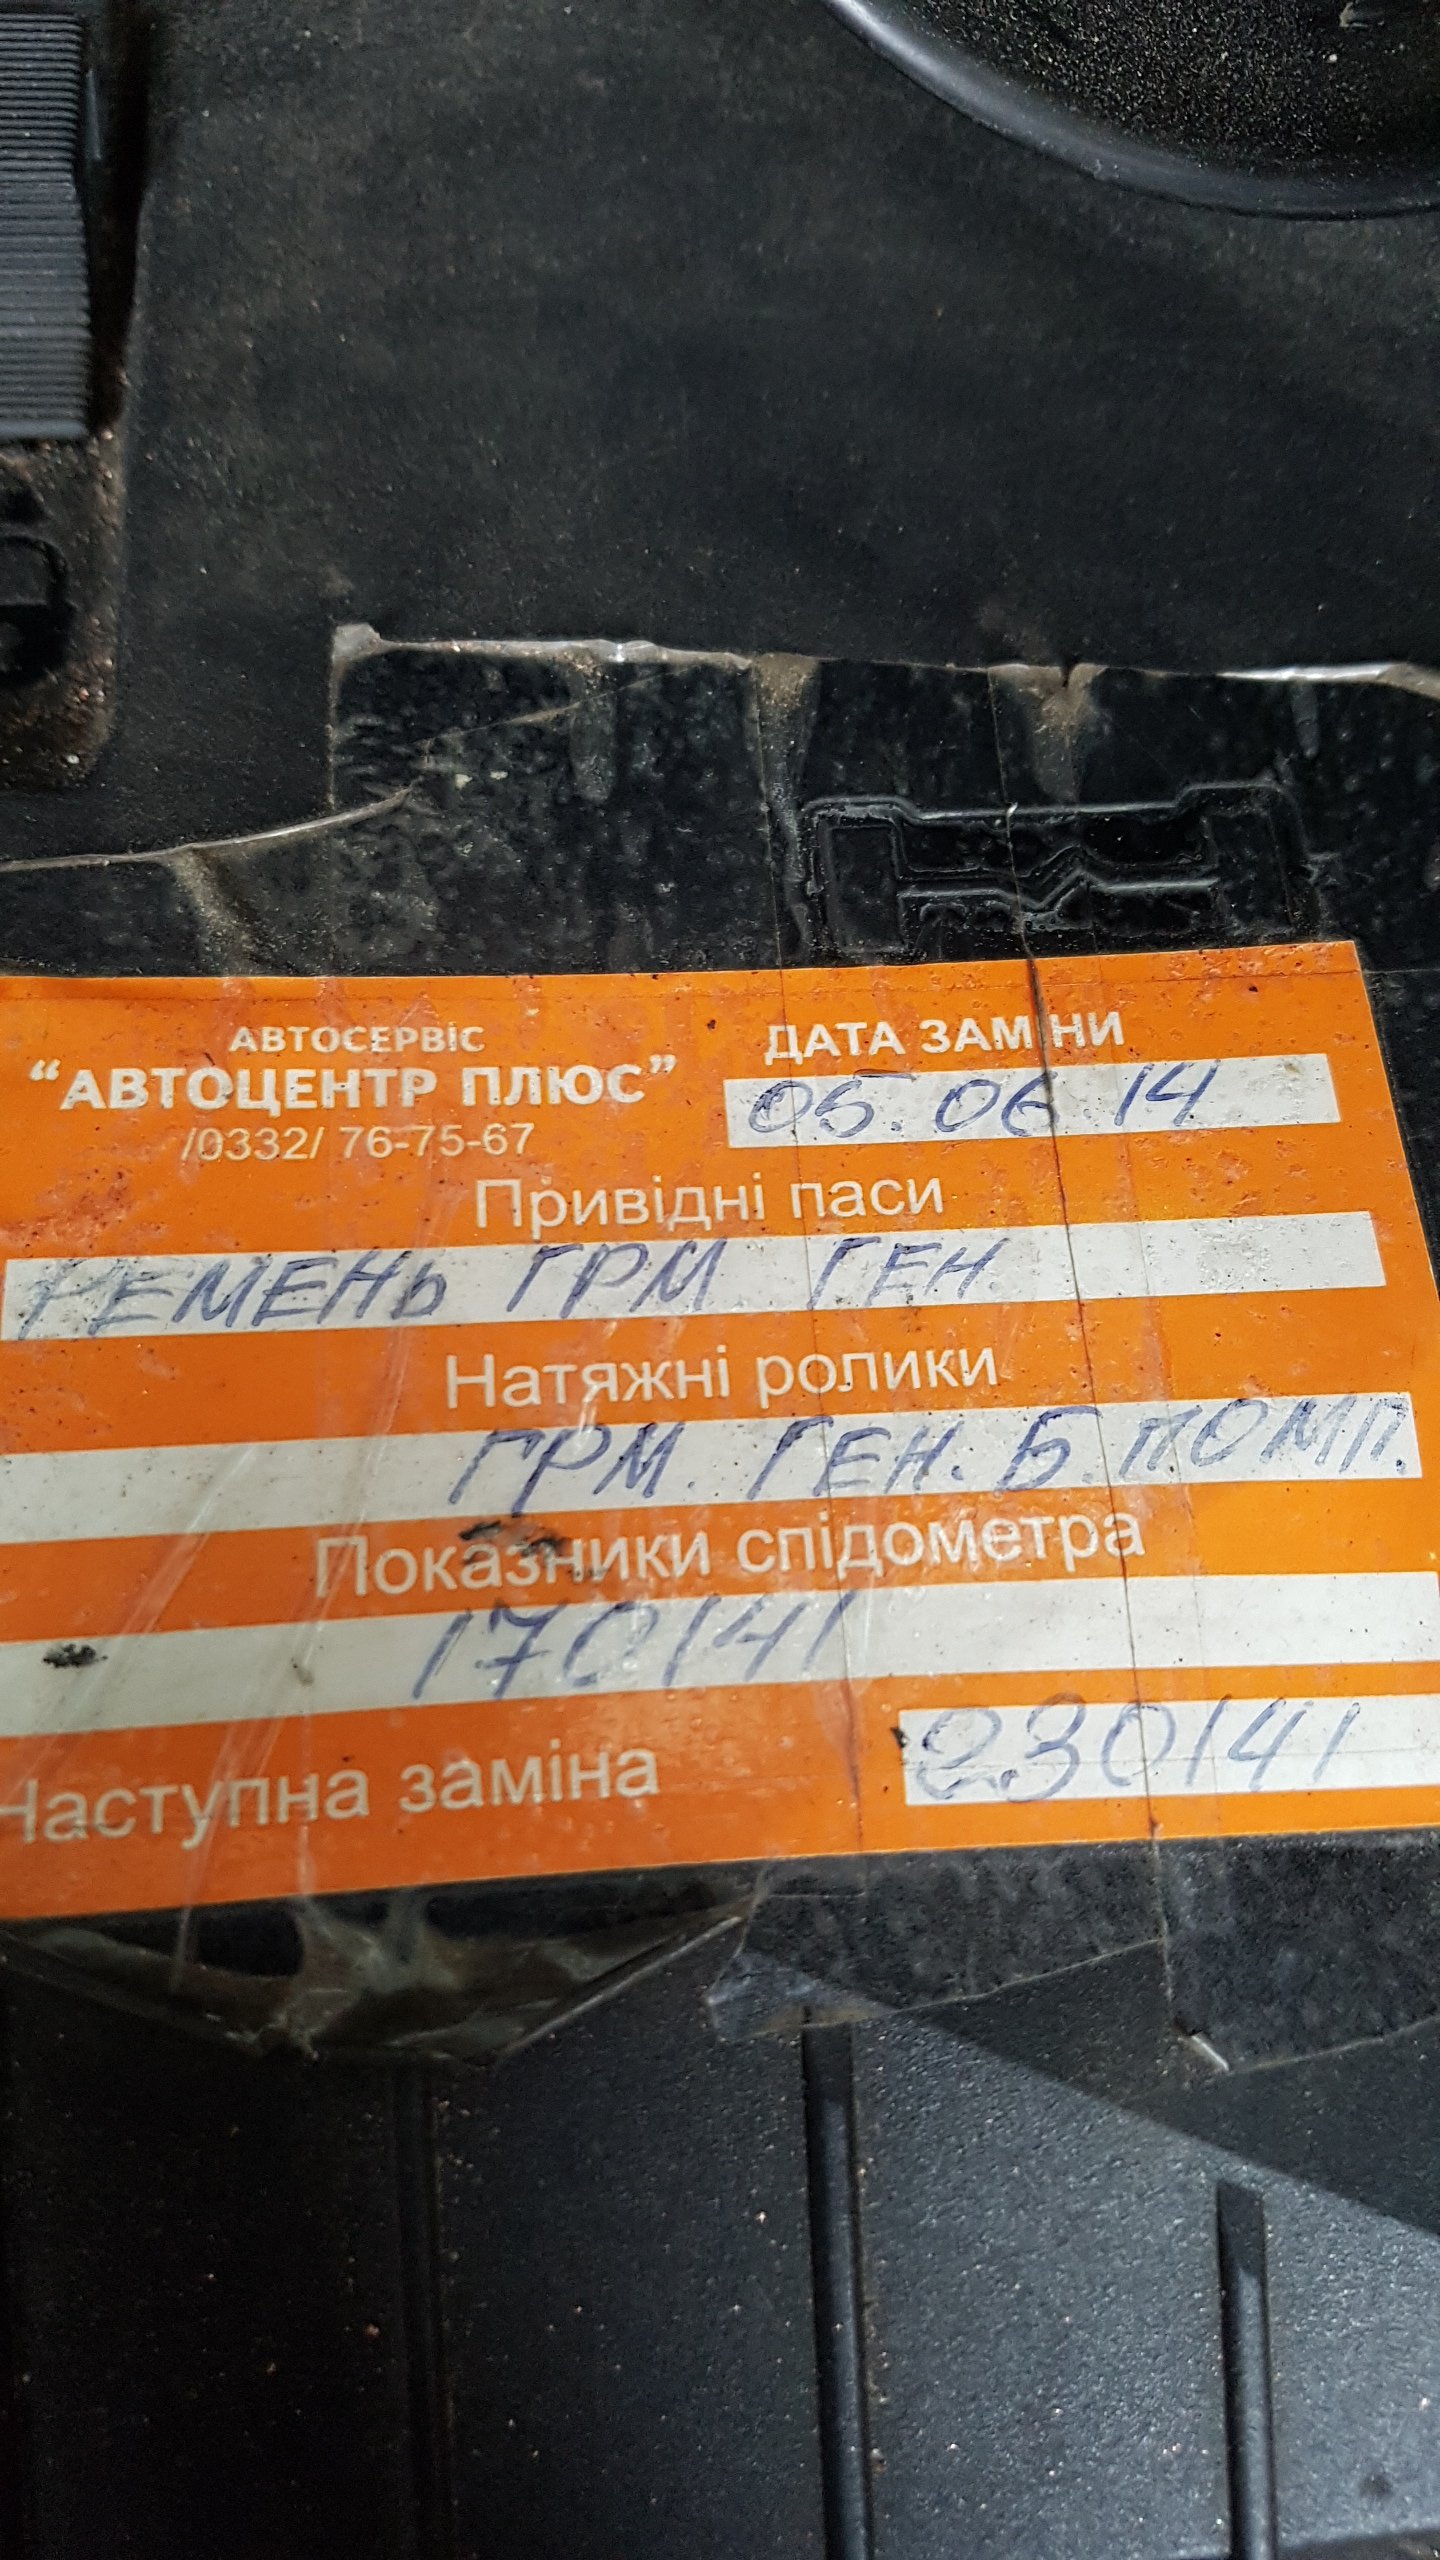 АВТОСЕРВІС
"АВТОЦЕНТР ПЛЮС"
/0332/ 76-75-67
ДАТА ЗАМІНИ
05.06.14
Привідні паси
РЕМЕНЬ ГРМ ГЕН.
Натяжні ролики
ГРМ. ГЕН. Б. ПОМП.
Показники спідометра
170141
Наступна заміна
230141